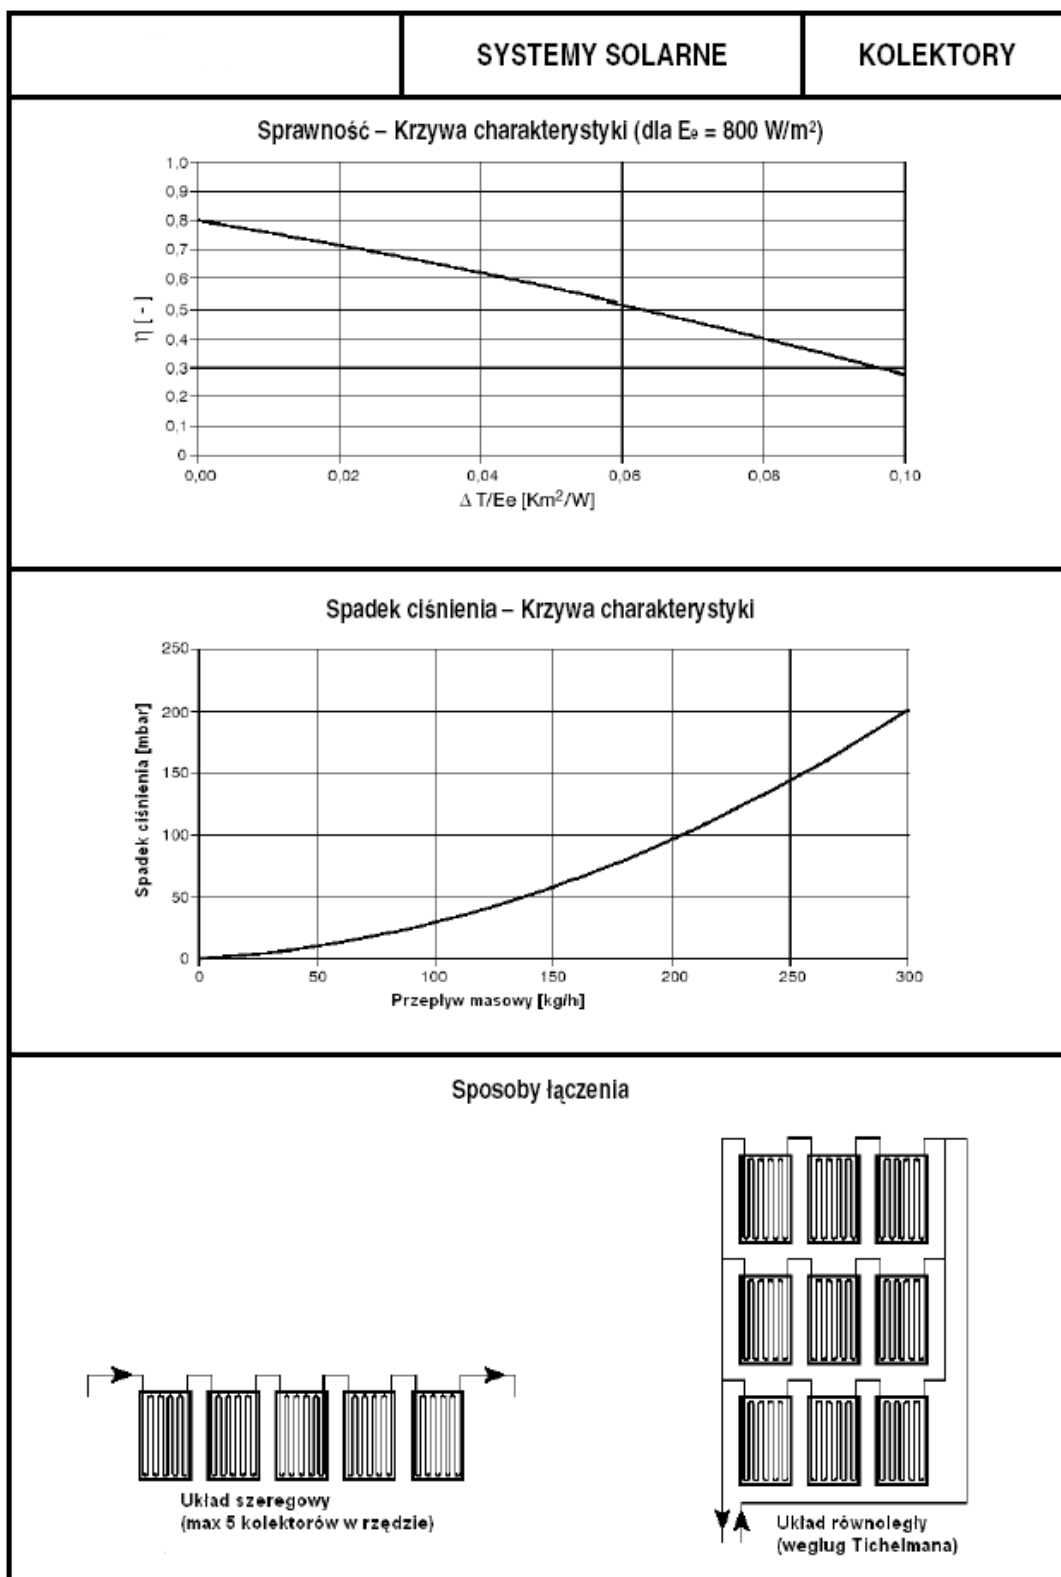 SYSTEMY SOLARNE
KOLEKTORY
Sprawność – Krzywa charakterystyki (dla Ee = 800 W/m²)
1,0
0,9
0,8
0,7
0,6
0,5
0,4
0,3
0,2
0,1
0
η [ - ]
0,00
0,02
0,04
0,06
0,08
0,10
Δ T/Ee [Km²/W]
Spadek ciśnienia – Krzywa charakterystyki
250
200
150
100
50
0
Spadek ciśnienia [mbar]
0
50
100
150
200
250
300
Przepływ masowy [kg/h]
Sposoby łączenia
Układ szeregowy
(max 5 kolektorów w rzędzie)
Układ równoległy
(wegług Tichelmana)